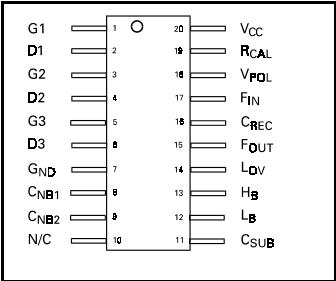 G1 1 20 VCC
D1 2 19 RCAL
G2 3 18 VPOL
D2 4 17 FIN
G3 5 16 CREC
D3 6 15 FOUT
GND 7 14 LOV
CNB1 8 13 HB
CNB2 9 12 LB
N/C 10 11 CSUB